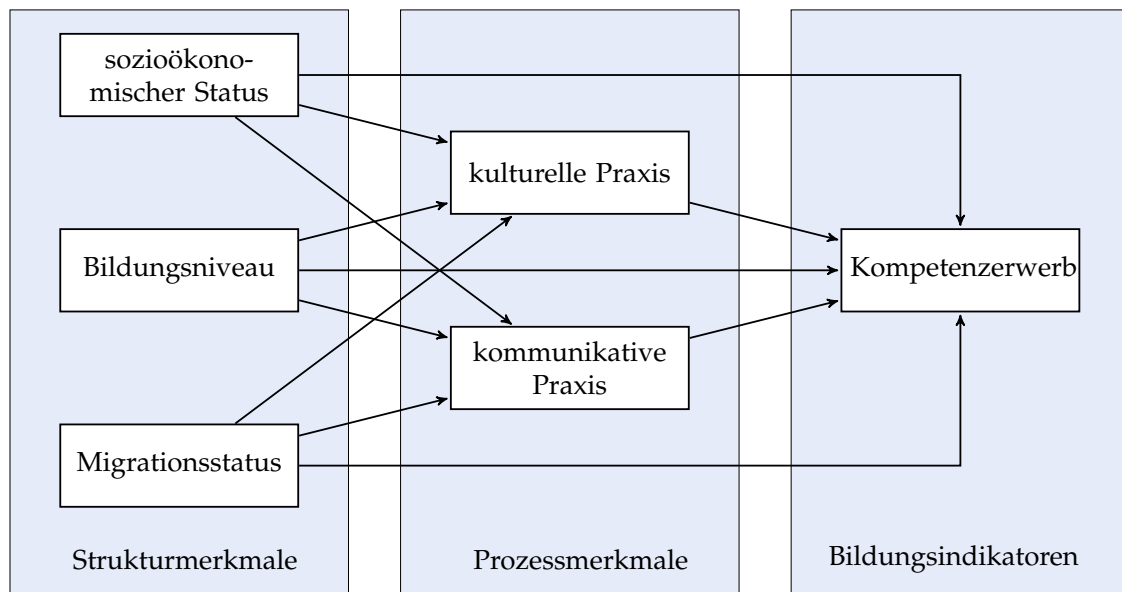 sozioökono-
mischer Status
Bildungsniveau
Migrationsstatus
Strukturmerkmale
kulturelle Praxis
kommunikative
Praxis
Prozessmerkmale
Kompetenzerwerb
Bildungsindikatoren